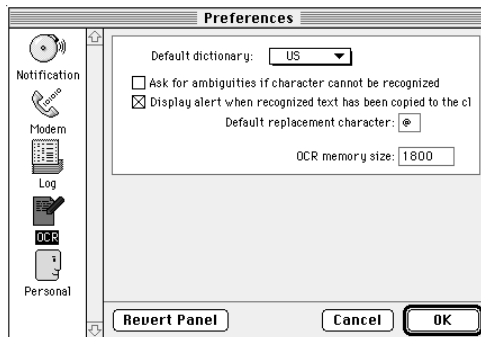 Preferences
Notification
Modem
Log
OCR
Personal
Default dictionary: US
Ask for ambiguities if character cannot be recognized
Display alert when recognized text has been copied to the cl
Default replacement character: @
OCR memory size: 1800
Revert Panel Cancel OK